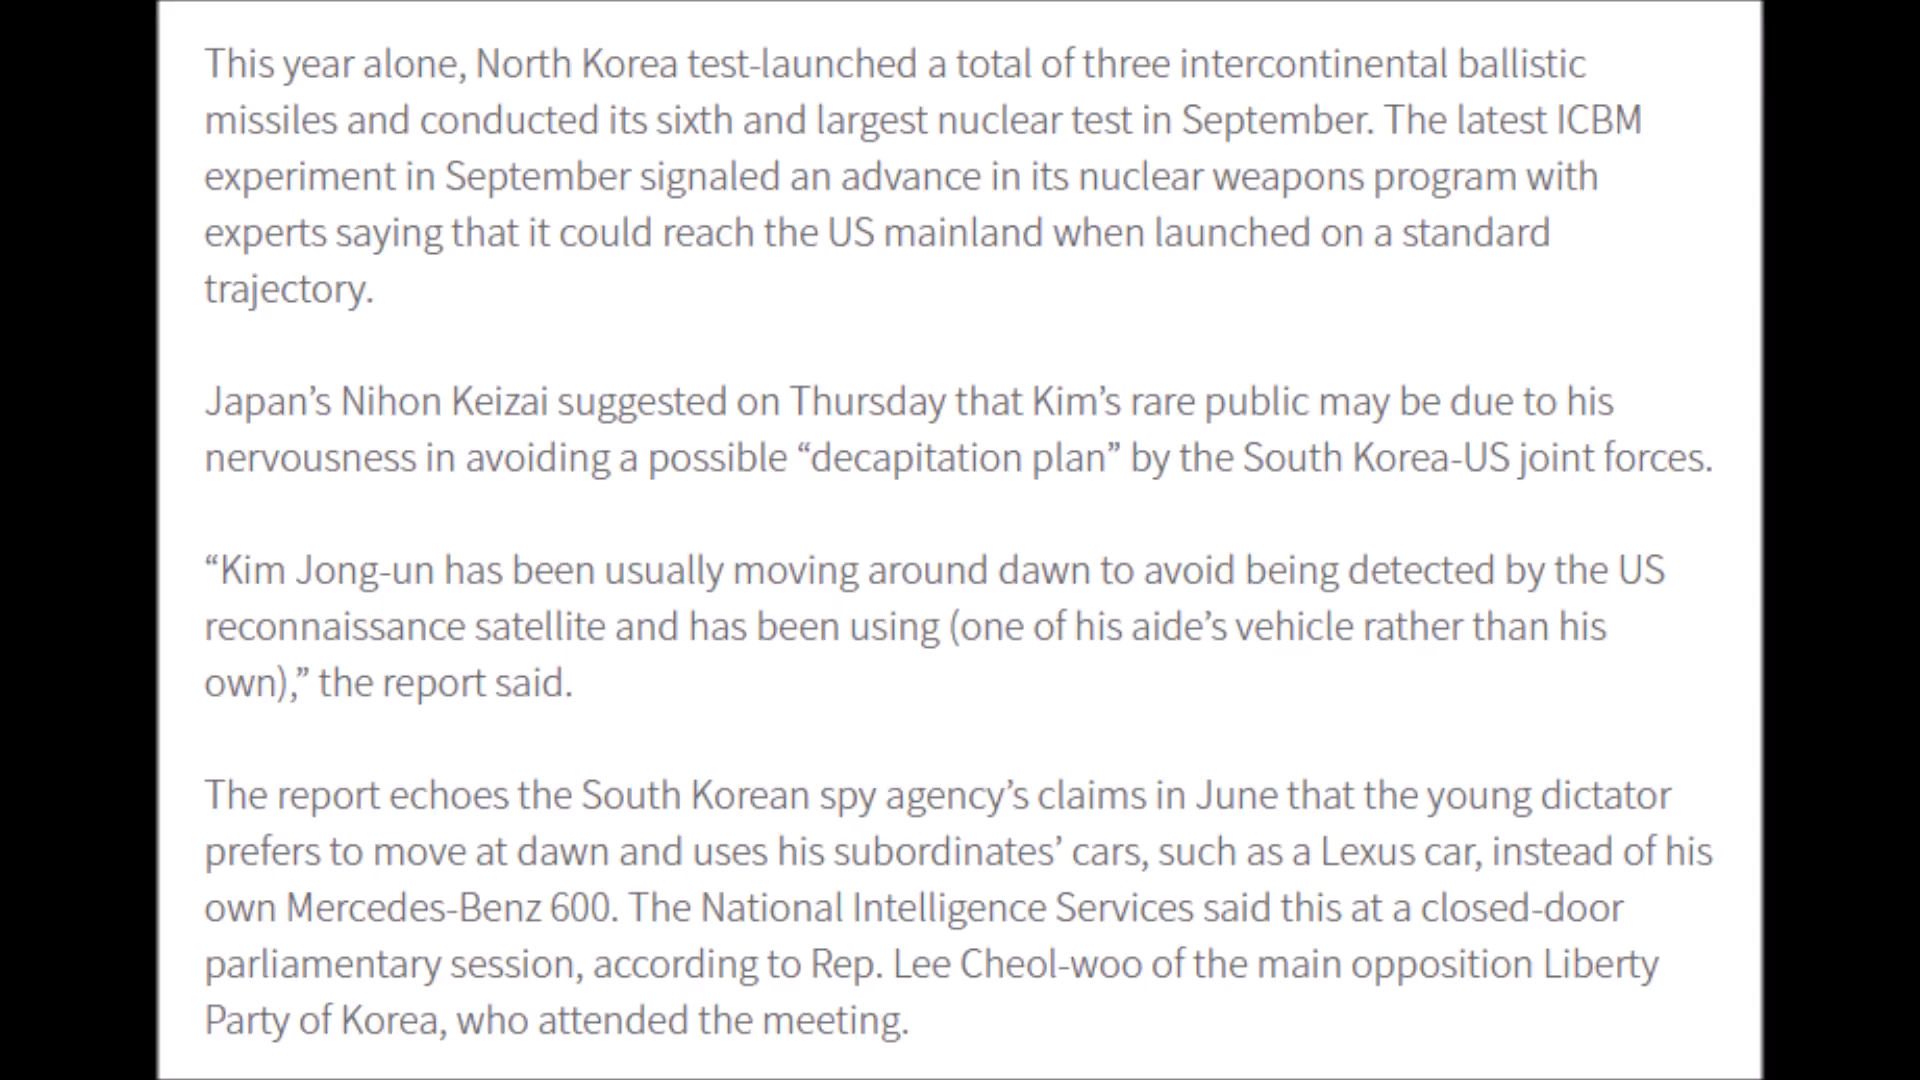 This year alone, North Korea test-launched a total of three intercontinental ballistic
missiles and conducted its sixth and largest nuclear test in September. The latest ICBM
experiment in September signaled an advance in its nuclear weapons program with
experts saying that it could reach the US mainland when launched on a standard
trajectory.
Japan’s Nihon Keizai suggested on Thursday that Kim’s rare public may be due to his
nervousness in avoiding a possible “decapitation plan” by the South Korea-US joint forces.
“Kim Jong-un has been usually moving around dawn to avoid being detected by the US
reconnaissance satellite and has been using (one of his aide’s vehicle rather than his
own),” the report said.
The report echoes the South Korean spy agency’s claims in June that the young dictator
prefers to move at dawn and uses his subordinates’ cars, such as a Lexus car, instead of his
own Mercedes-Benz 600. The National Intelligence Services said this at a closed-door
parliamentary session, according to Rep. Lee Cheol-woo of the main opposition Liberty
Party of Korea, who attended the meeting.